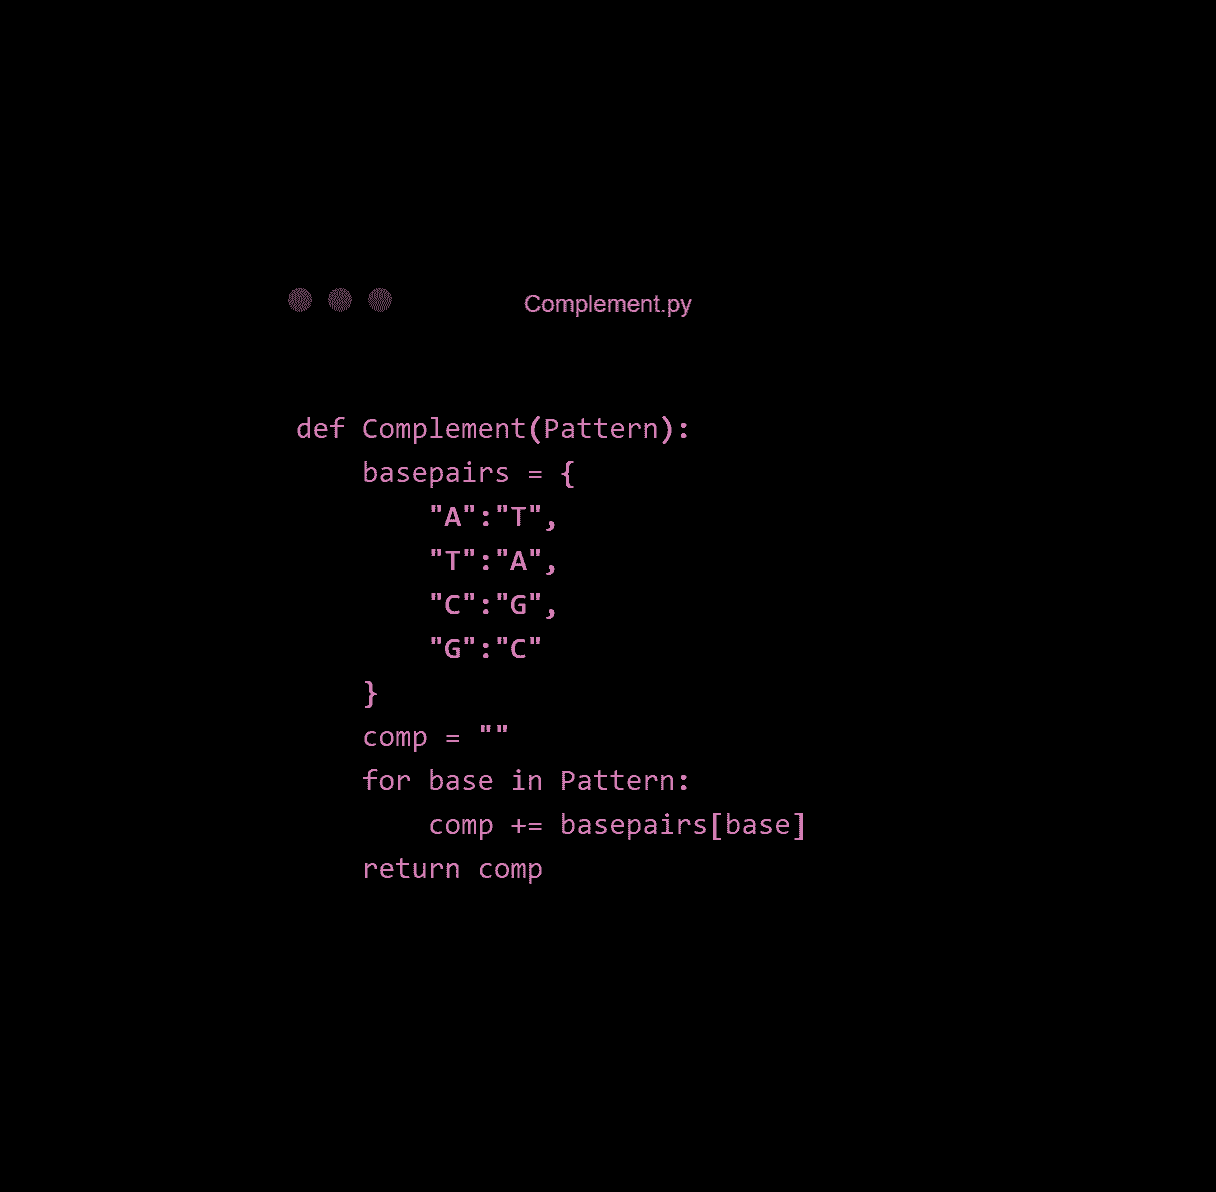 Complement.py
def Complement(Pattern):
    basepairs = {
        "A":"T",
        "T":"A",
        "C":"G",
        "G":"C"
    }
    comp = ""
    for base in Pattern:
        comp += basepairs[base]
    return comp